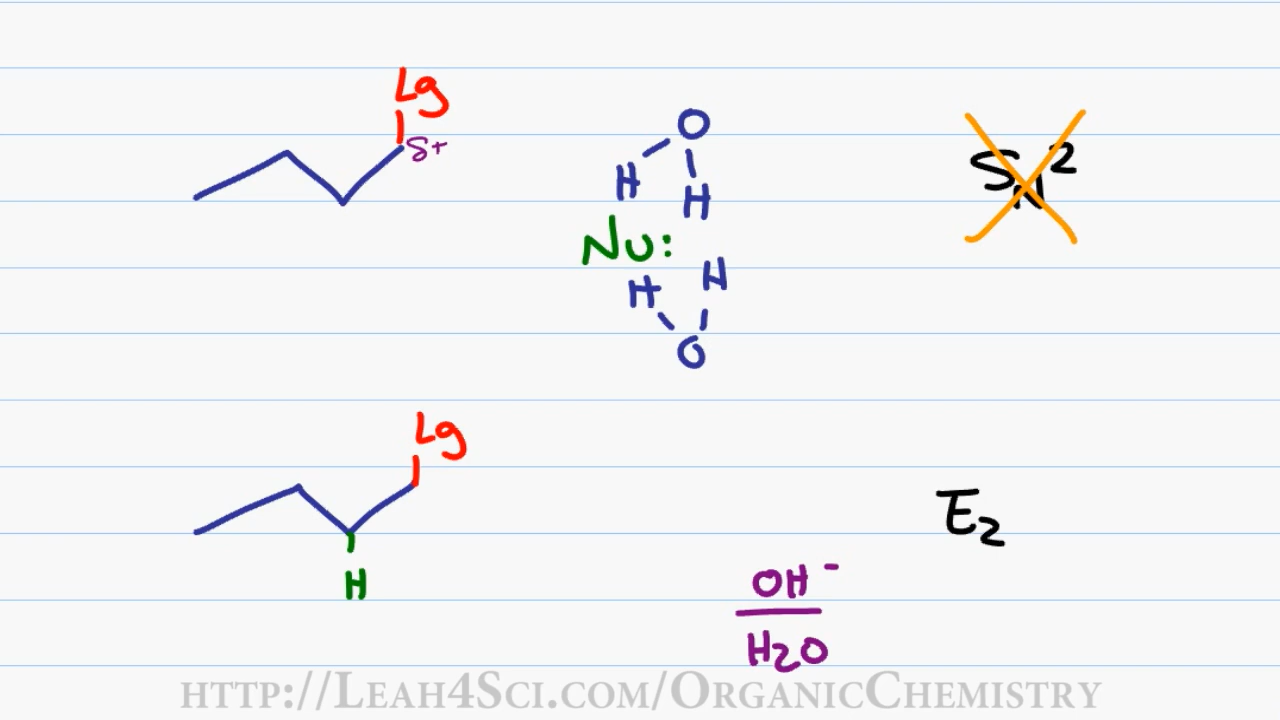 Lg
δ+
O
H
H
Nu:
H
H
O
SN2
Lg
H
E2
OH-
H2O
HTTP://LEAH4SCI.COM/ORGANICCHEMISTRY